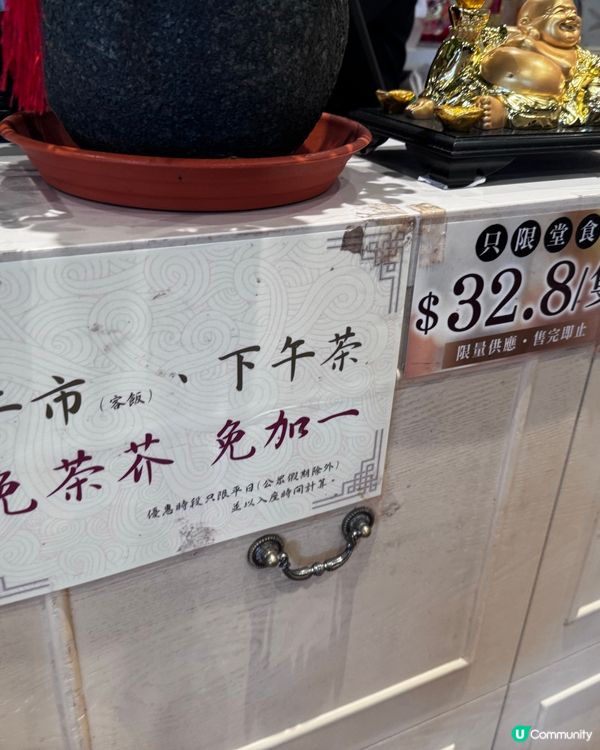 市(客飯)、下午茶
免茶芥 免加一
優惠時段只限平日(公眾假期除外)
並以入座時間計算。
只限堂食
$32.8/隻
限量供應·售完即止
U Community